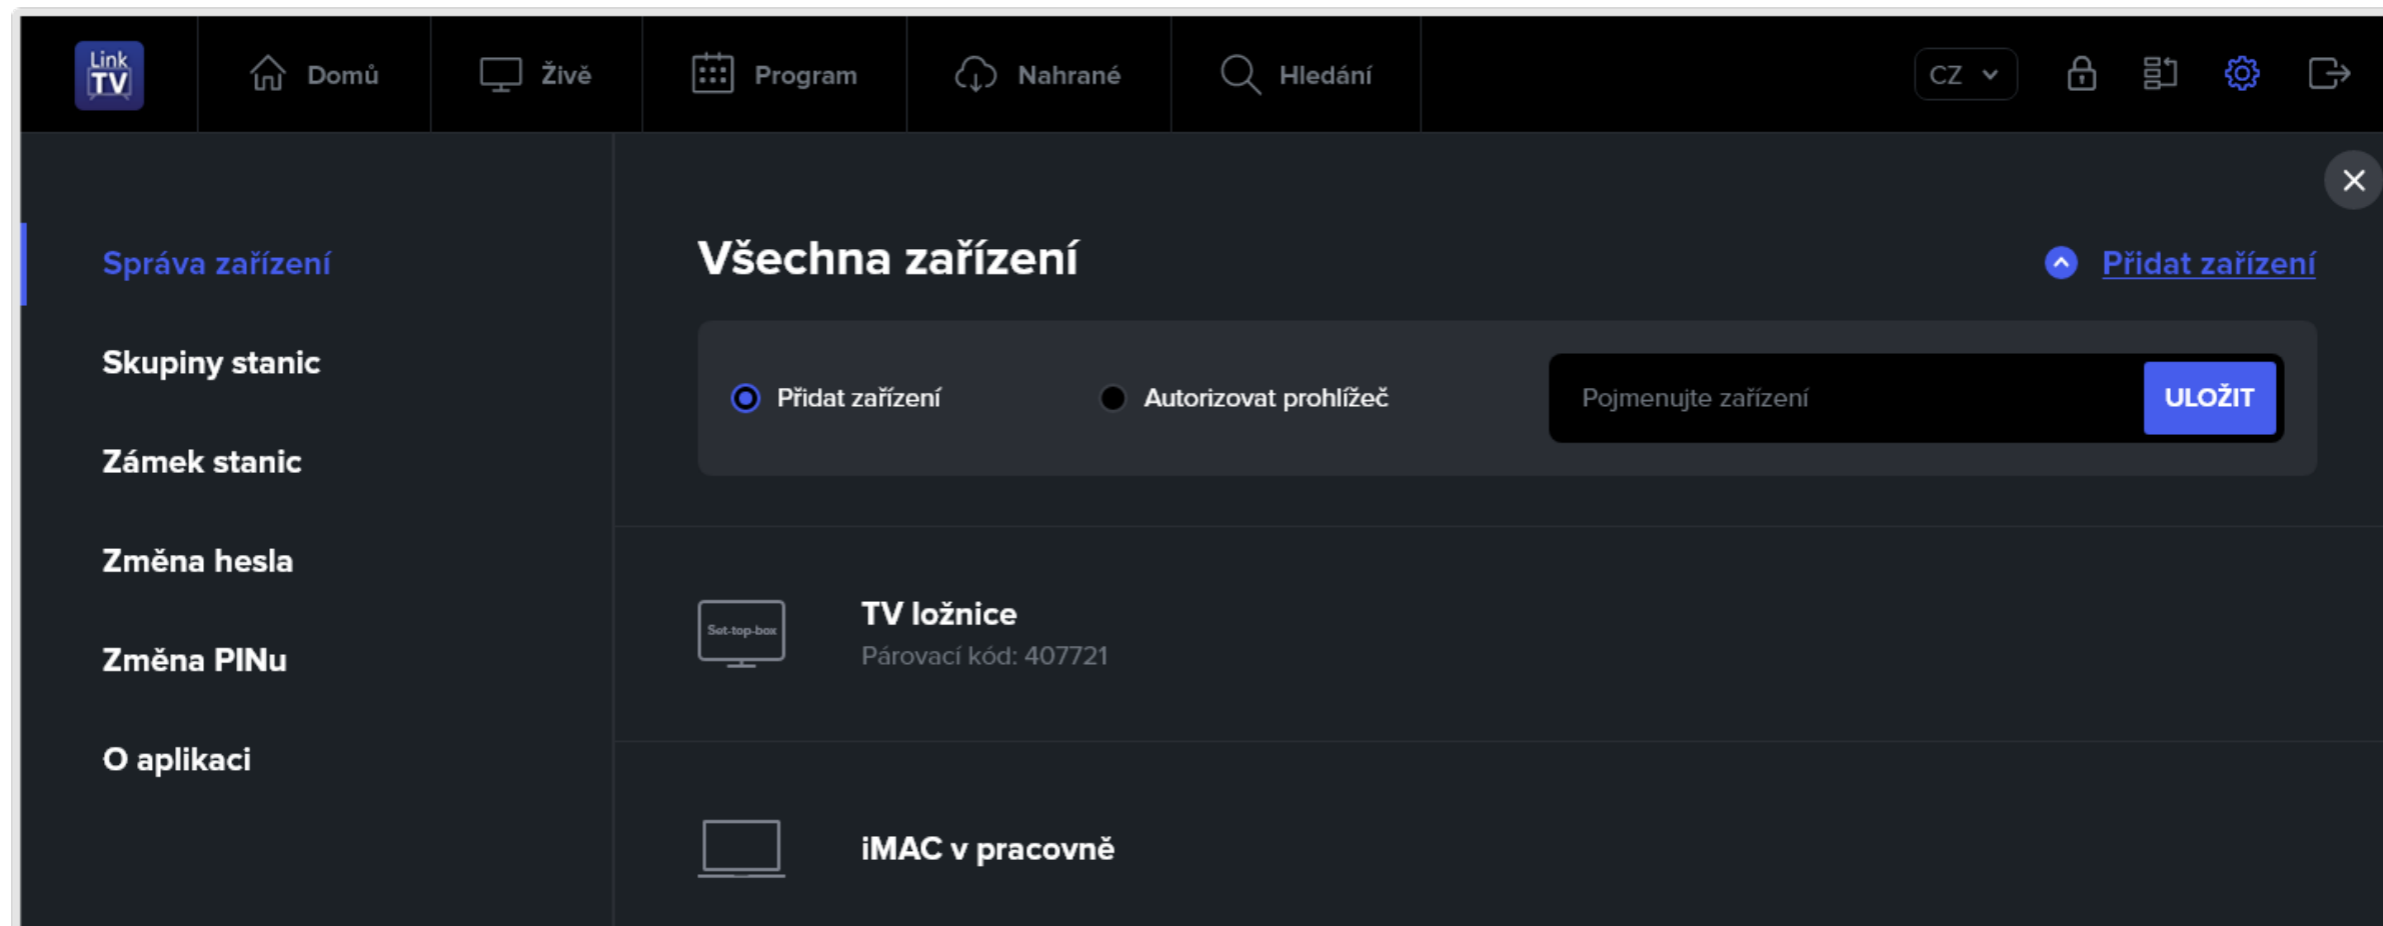 Link
TV
Domů
Živě
Program
Nahrané
Hledání
CZ
Správa zařízení
Skupiny stanic
Zámek stanic
Změna hesla
Změna PINu
O aplikaci
Všechna zařízení
Přidat zařízení
Přidat zařízení
Autorizovat prohlížeč
Pojmenujte zařízení
ULOŽIT
Set-top-box
TV ložnice
Párovací kód: 407721
iMAC v pracovně